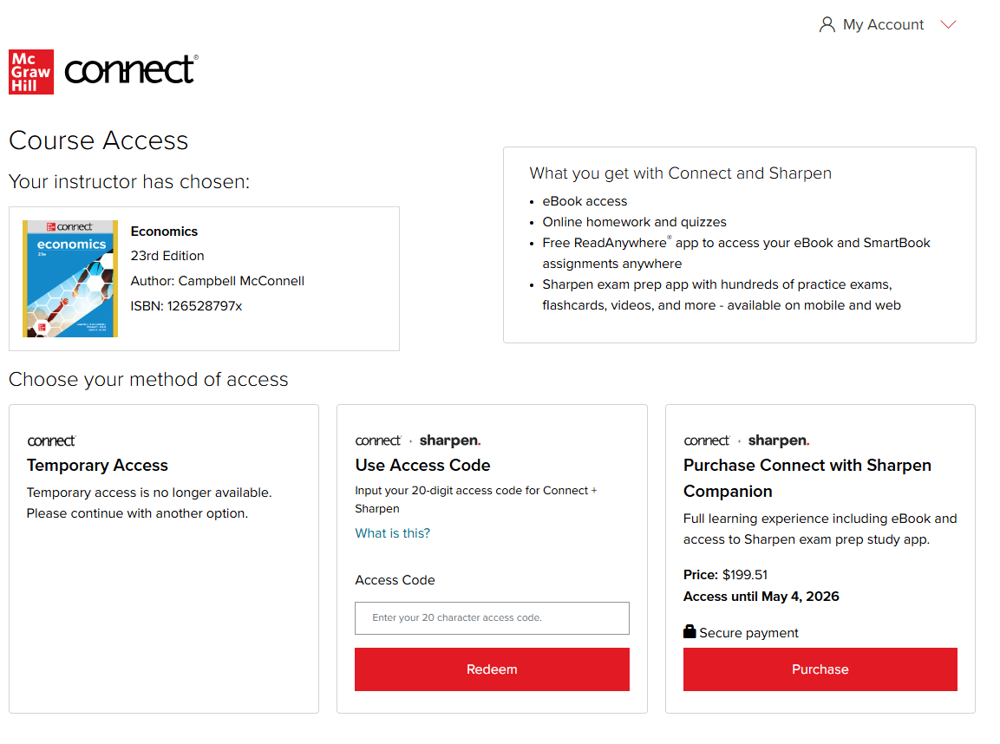 My Account
Mc
Graw
Hill
connect®
Course Access
Your instructor has chosen:
connect
economics
23e
Economics
23rd Edition
Author: Campbell McConnell
ISBN: 126528797x
What you get with Connect and Sharpen
• eBook access
• Online homework and quizzes
• Free ReadAnywhere® app to access your eBook and SmartBook
assignments anywhere
• Sharpen exam prep app with hundreds of practice exams,
flashcards, videos, and more - available on mobile and web
Choose your method of access
connect
Temporary Access
Temporary access is no longer available.
Please continue with another option.
connect + sharpen.
Use Access Code
Input your 20-digit access code for Connect +
Sharpen
What is this?
Access Code
Enter your 20 character access code.
Redeem
connect + sharpen.
Purchase Connect with Sharpen
Companion
Full learning experience including eBook and
access to Sharpen exam prep study app.
Price: $199.51
Access until May 4, 2026
Secure payment
Purchase